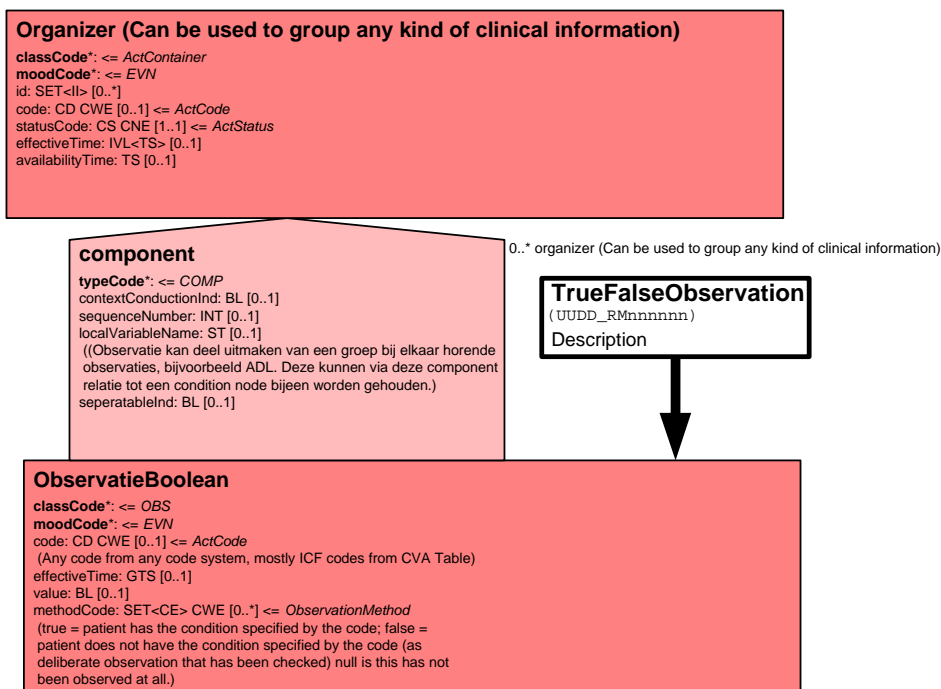 Organizer (Can be used to group any kind of clinical information)
classCode*: <= ActContainer
moodCode*: <= EVN
id: SET<II> [0..*]
code: CD CWE [0..1] <= ActCode
statusCode: CS CNE [1..1] <= ActStatus
effectiveTime: IVL<TS> [0..1]
availabilityTime: TS [0..1]
0..* organizer (Can be used to group any kind of clinical information)
component
typeCode*: <= COMP
contextConductionInd: BL [0..1]
sequenceNumber: INT [0..1]
localVariableName: ST [0..1]
((Observatie kan deel uitmaken van een groep bij elkaar horende
observaties, bijvoorbeeld ADL. Deze kunnen via deze component
relatie tot een condition node bijeen worden gehouden.)
seperatableInd: BL [0..1]
TrueFalseObservation
(UUDD_RMnnnnnn)
Description
ObservatieBoolean
classCode*: <= OBS
moodCode*: <= EVN
code: CD CWE [0..1] <= ActCode
(Any code from any code system, mostly ICF codes from CVA Table)
effectiveTime: GTS [0..1]
value: BL [0..1]
methodCode: SET<CE> CWE [0..*] <= ObservationMethod
(true = patient has the condition specified by the code; false =
patient does not have the condition specified by the code (as
deliberate observation that has been checked) null is this has not
been observed at all.)